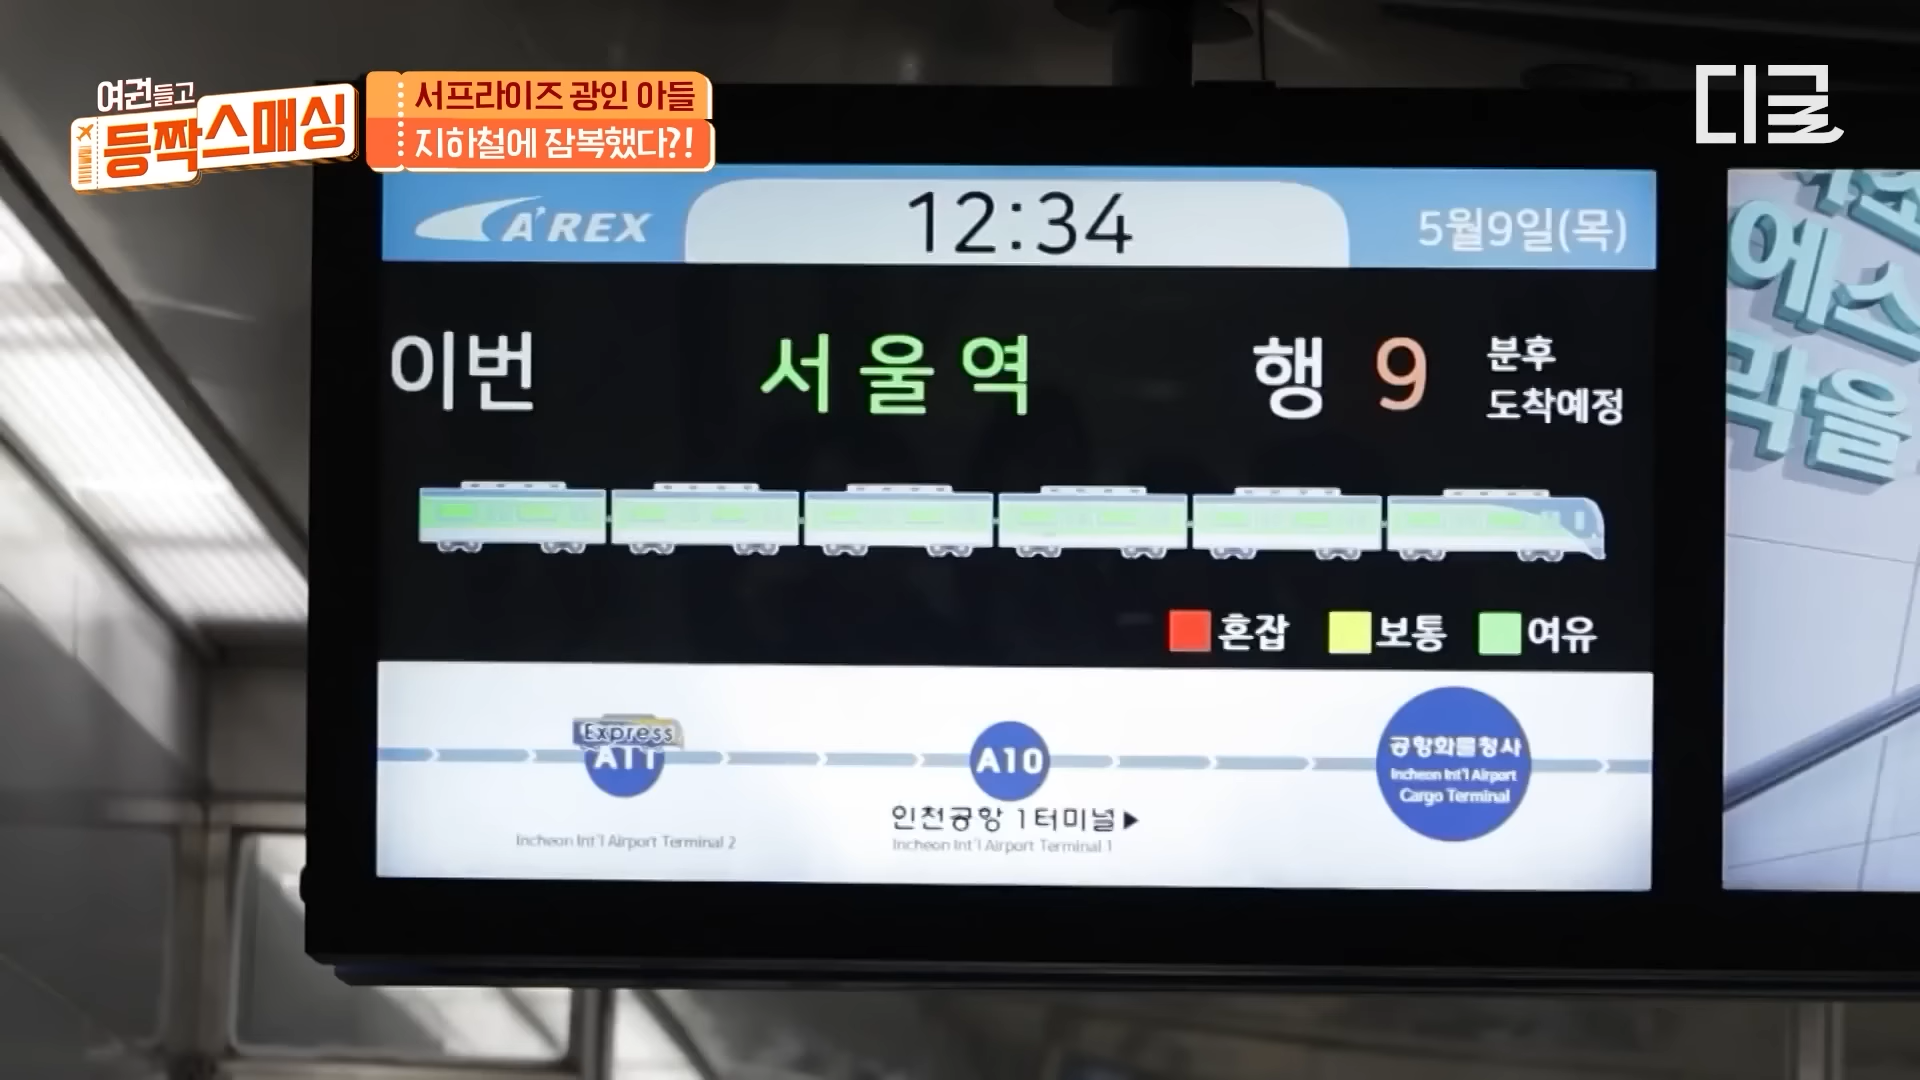 여권들고
등짝스매싱
서프라이즈 광인 아들
지하철에 잠복했다?!
디글
A'REX
12:34
5월9일(목)
이번 서울역 행 9 분후
도착예정
혼잡 보통 여유
Express
A11
Incheon Int'l Airport Terminal 2
A10
인천공항 1터미널▶
Incheon Int'l Airport Terminal 1
공항화물청사
Incheon Int'l Airport
Cargo Terminal
에스
막을